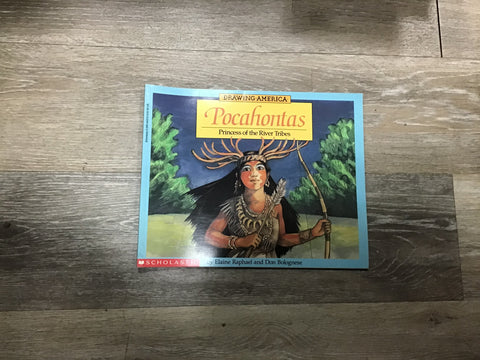 DRAWING AMERICA
Pocahontas
Princess of the River Tribes
SCHOLASTIC
by Elaine Raphael and Don Bolognese